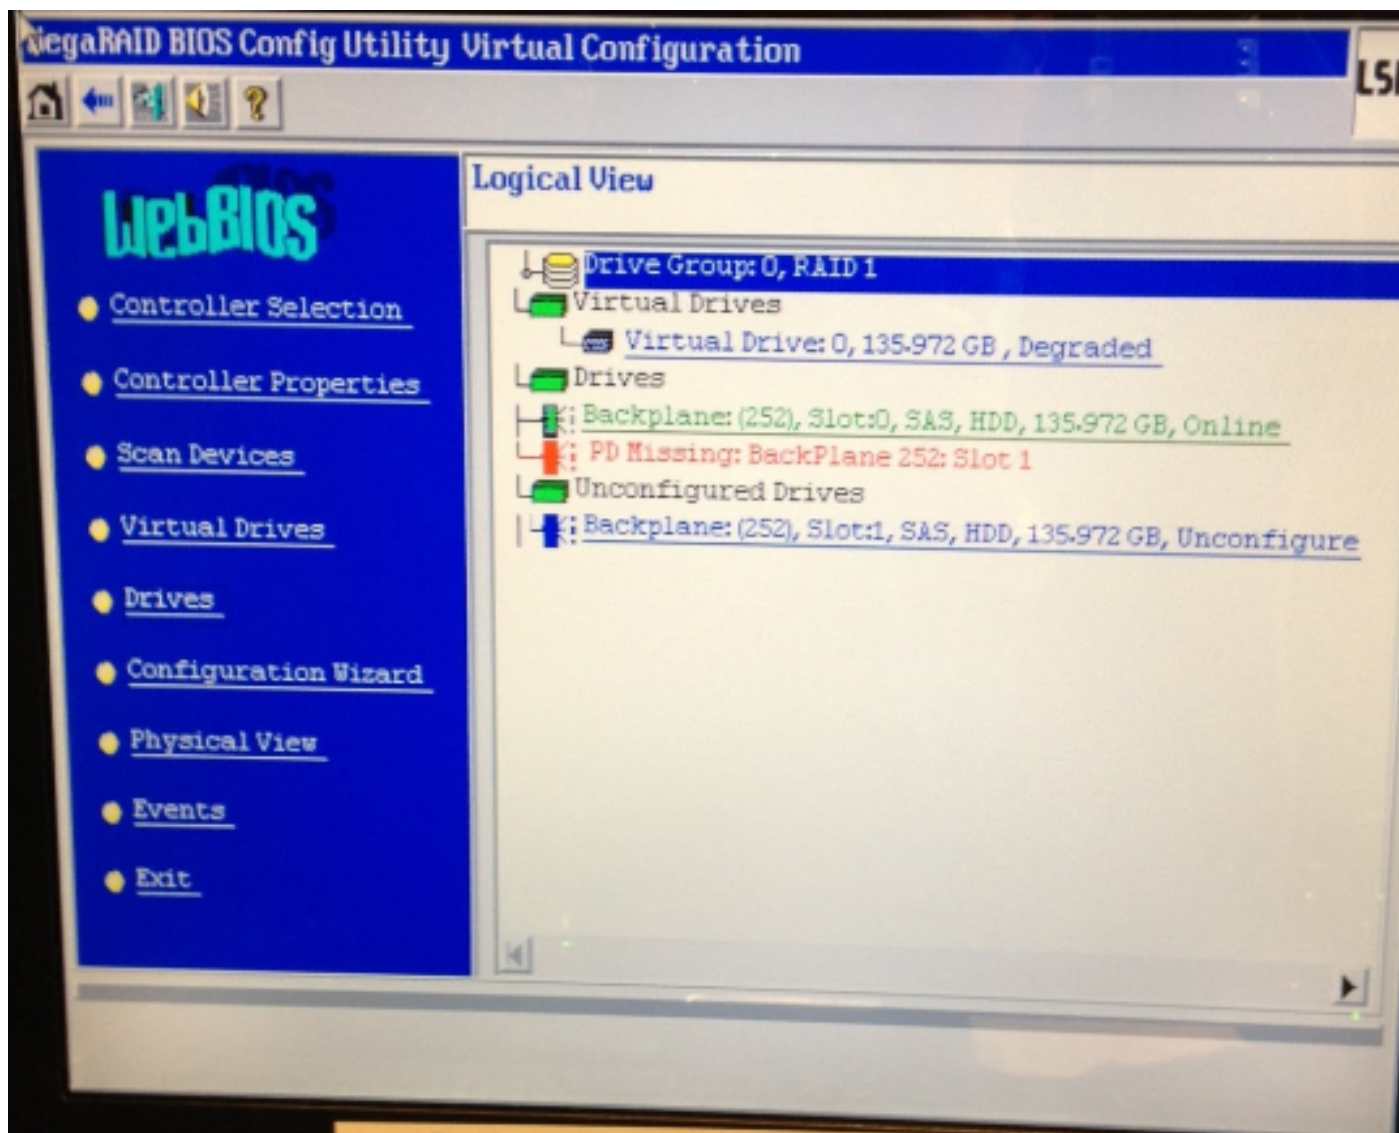 MegaRAID BIOS Config Utility Virtual Configuration
LSI
WebBIOS
Logical View
Controller Selection
Controller Properties
Scan Devices
Virtual Drives
Drives
Configuration Wizard
Physical View
Events
Exit
Drive Group: 0, RAID 1
Virtual Drives
Virtual Drive: 0, 135.972 GB , Degraded
Drives
Backplane: (252), Slot:0, SAS, HDD, 135.972 GB, Online
PD Missing: BackPlane 252: Slot 1
Unconfigured Drives
Backplane: (252), Slot:1, SAS, HDD, 135.972 GB, Unconfigure